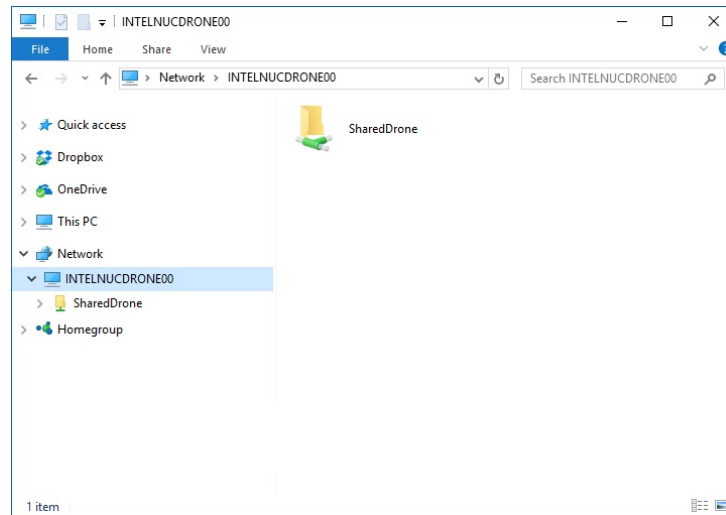 INTELNUCDRONE00
File Home Share View
Network INTELNUCDRONE00 Search INTELNUCDRONE00
Quick access
SharedDrone
Dropbox
OneDrive
This PC
Network
INTELNUCDRONE00
SharedDrone
Homegroup
1 item